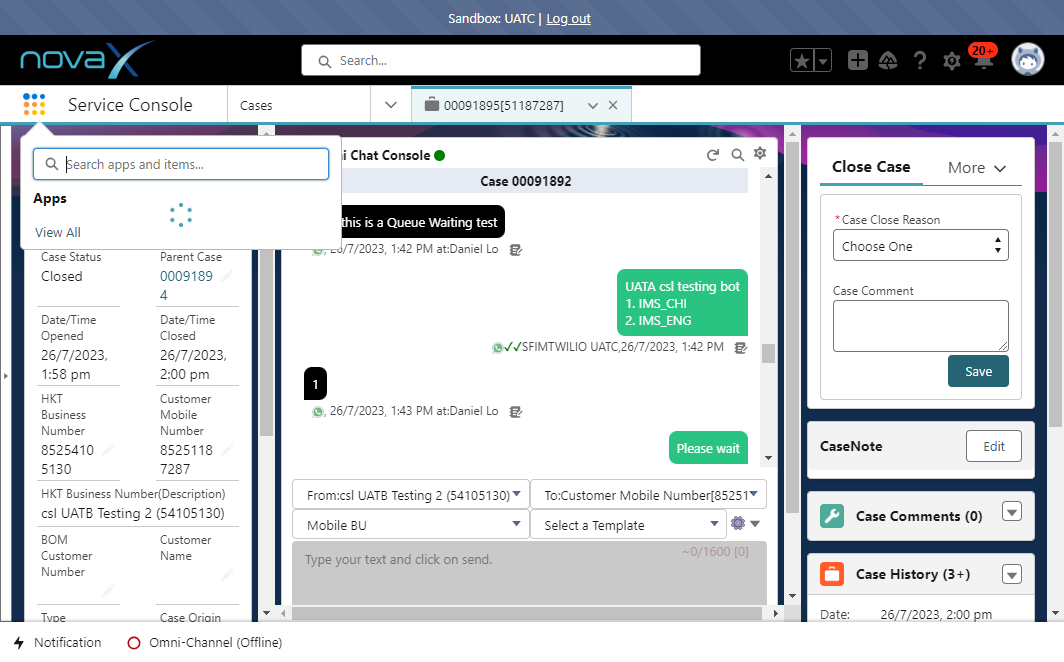 Sandbox: UATC | Log out
novaX
Search...
20+
Service Console
Cases
00091895[51187287]
Search apps and items...
Apps
View All
Case Status
Closed
Parent Case
0009189
4
Date/Time
Opened
26/7/2023,
1:58 pm
Date/Time
Closed
26/7/2023,
2:00 pm
HKT
Business
Number
8525410
5130
Customer
Mobile
Number
8525118
7287
HKT Business Number(Description)
csl UATB Testing 2 (54105130)
BOM
Customer
Number
Customer
Name
Type
Case Origin
Chat Console
Case 00091892
this is a Queue Waiting test
, 26/7/2023, 1:42 PM at:Daniel Lo
UATA csl testing bot
1. IMS_CHI
2. IMS_ENG
SFIMTWILIO UATC,26/7/2023, 1:42 PM
1
, 26/7/2023, 1:43 PM at:Daniel Lo
Please wait
From:csl UATB Testing 2 (54105130)
To:Customer Mobile Number[85251
Mobile BU
Select a Template
~0/1600 [0]
Type your text and click on send.
Close Case
More
*Case Close Reason
Choose One
Case Comment
Save
CaseNote
Edit
Case Comments (0)
Case History (3+)
Date:
26/7/2023, 2:00 pm
Notification
Omni-Channel (Offline)